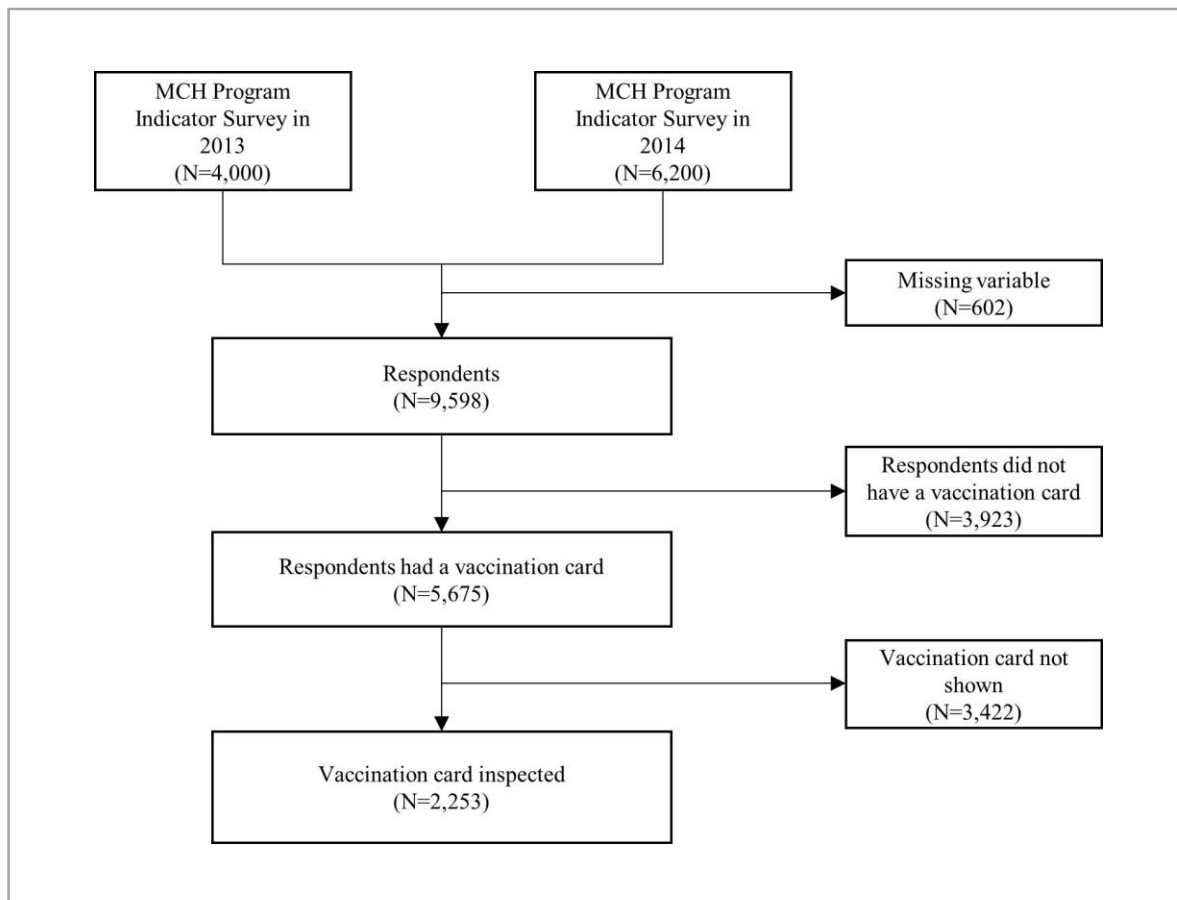 MCH Program
Indicator Survey in
2013
(N=4,000)
MCH Program
Indicator Survey in
2014
(N=6,200)
Missing variable
(N=602)
Respondents
(N=9,598)
Respondents did not
have a vaccination card
(N=3,923)
Respondents had a vaccination card
(N=5,675)
Vaccination card not
shown
(N=3,422)
Vaccination card inspected
(N=2,253)